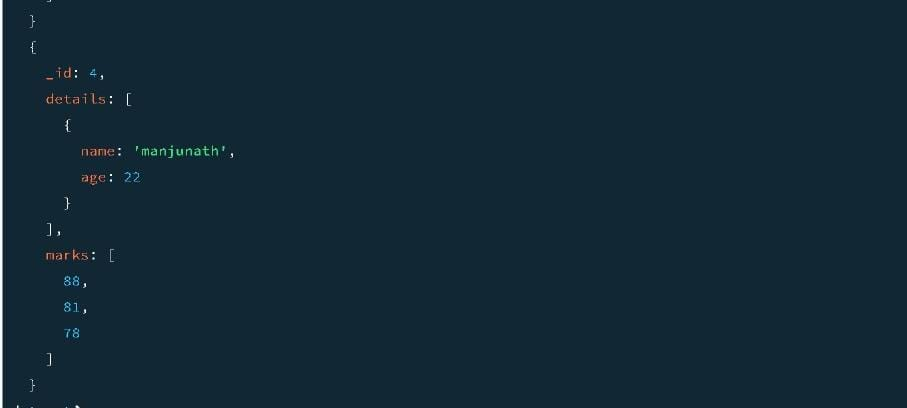 }
{
_id: 4,
details: [
{
name: 'manjunath',
age: 22
}
],
marks: [
88,
81,
78
]
}